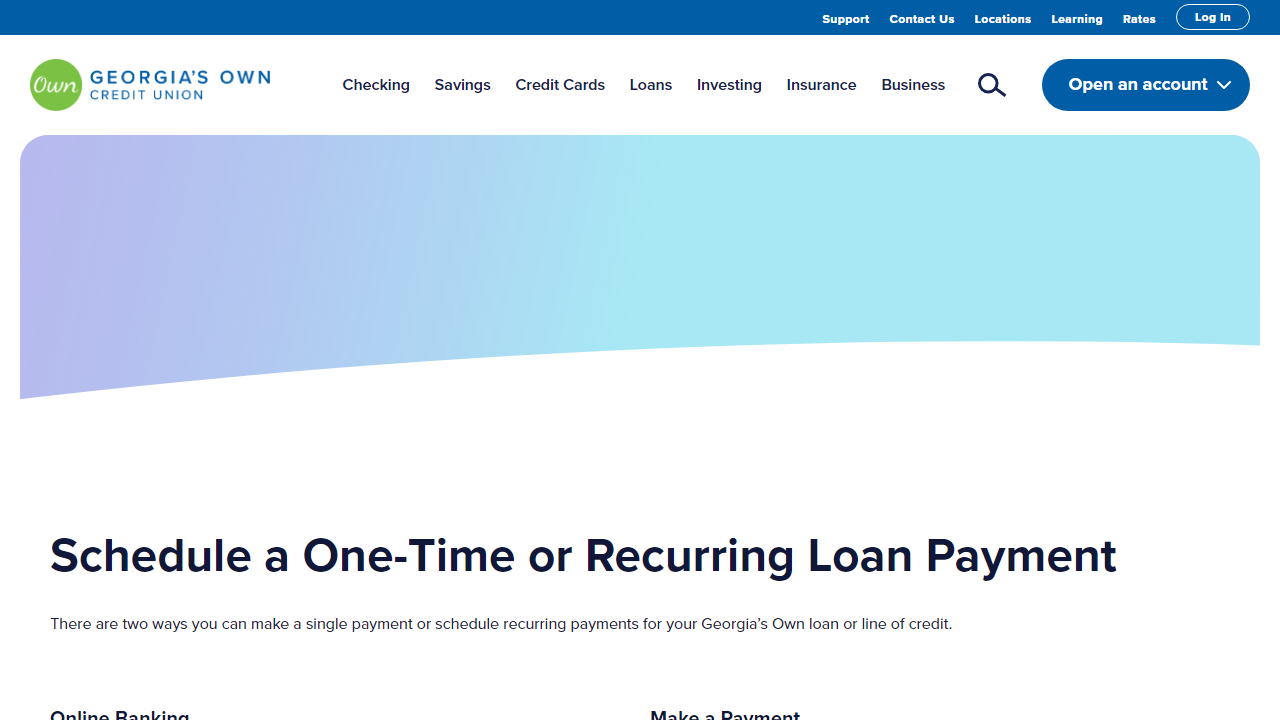 Support Contact Us Locations Learning Rates Log In
Own GEORGIA'S OWN
CREDIT UNION
Checking Savings Credit Cards Loans Investing Insurance Business Open an account
Schedule a One-Time or Recurring Loan Payment
There are two ways you can make a single payment or schedule recurring payments for your Georgia’s Own loan or line of credit.
Online Banking Make a Payment